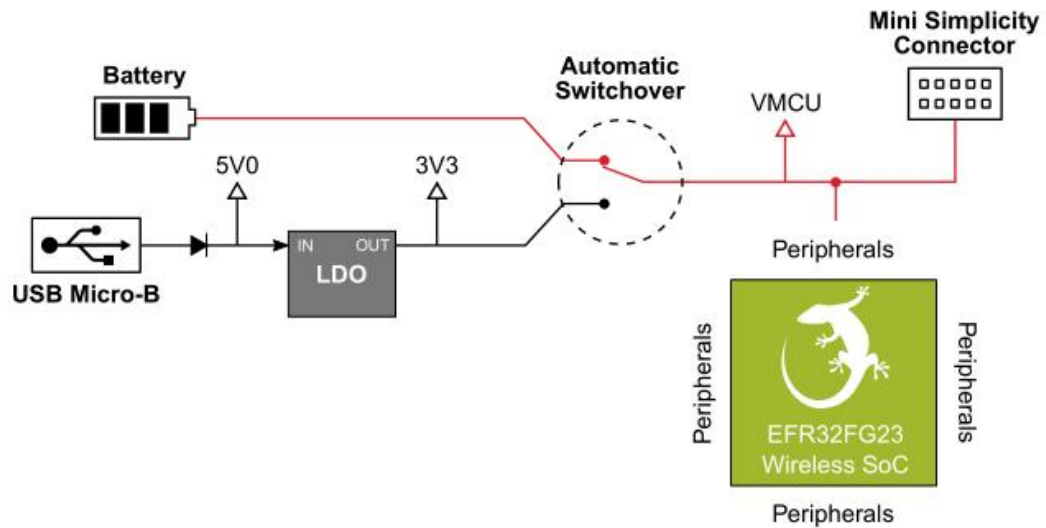 Mini Simplicity
Connector
Battery
Automatic
Switchover
VMCU
5V0
3V3
IN
OUT
LDO
USB Micro-B
Peripherals
Peripherals
EFR32FG23
Wireless SoC
Peripherals
Peripherals